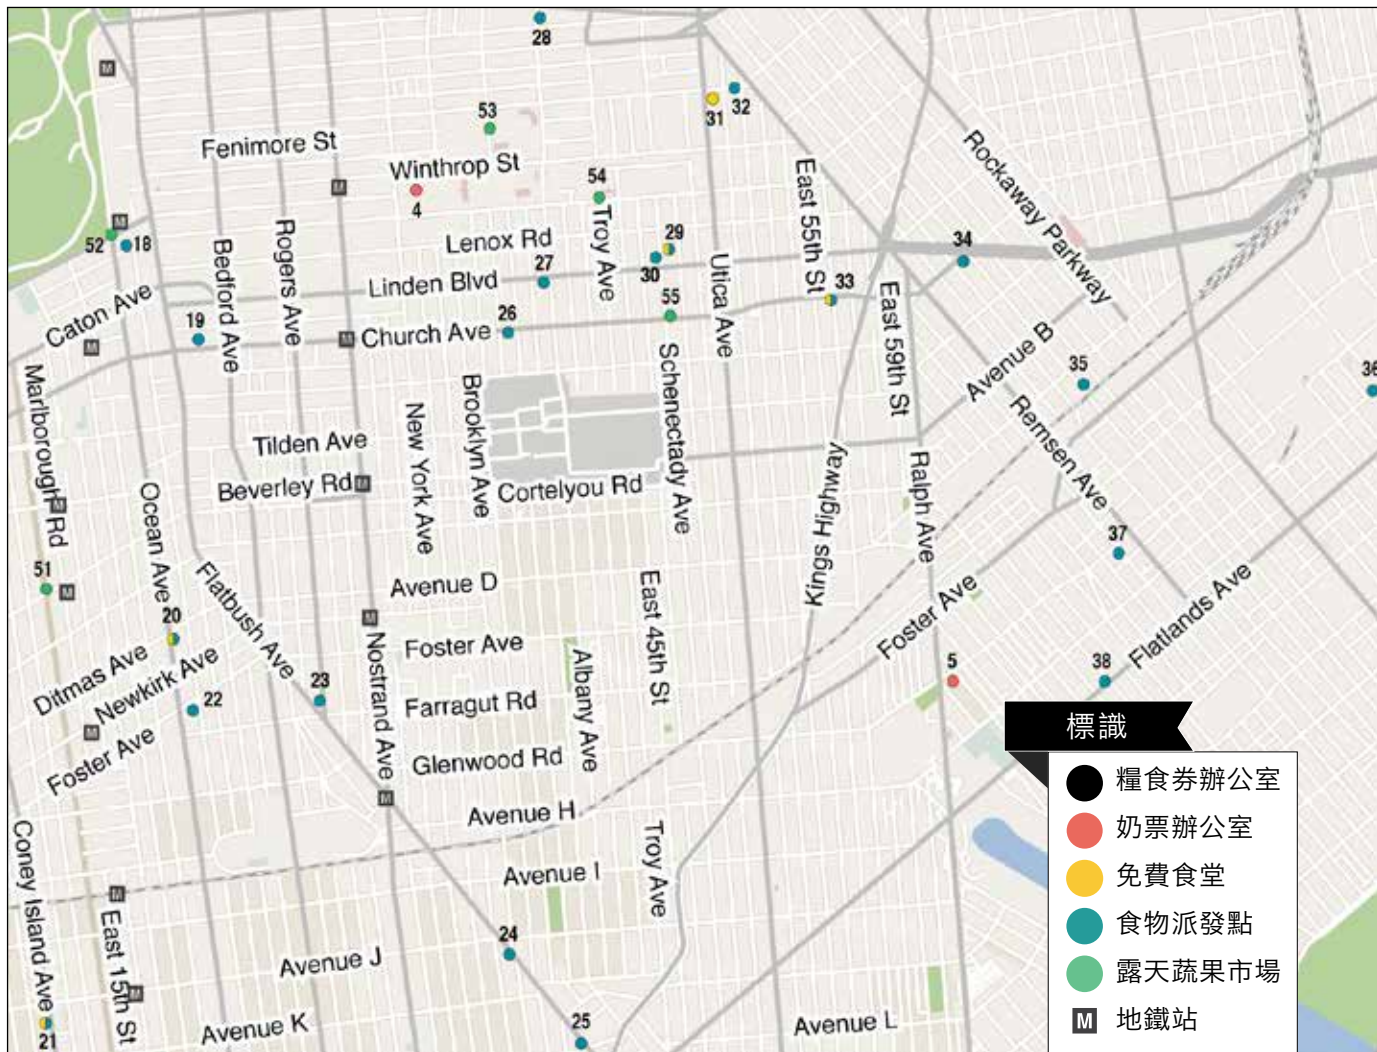 28
53
31
32
Fenimore St
Winthrop St
4
54
Rockaway Parkway
East 55th St
52
18
Bedford Ave
Rogers Ave
Lenox Rd
Troy Ave
29
30
Utica Ave
34
27
Linden Blvd
Caton Ave
19
26
Church Ave
55
33
East 59th St
Avenue B
35
36
Marlborough Rd
Schenectady Ave
New York Ave
Brooklyn Ave
Tilden Ave
Beverley Rd
Cortelyou Rd
Kings Highway
Ralph Ave
Remsen Ave
37
Ocean Ave
51
Flatbush Ave
Avenue D
East 45th St
Foster Ave
Flatlands Ave
20
Ditmas Ave
Newkirk Ave
22
23
Nostrand Ave
Foster Ave
Farragut Rd
Albany Ave
5
38
Foster Ave
Glenwood Rd
Avenue H
Troy Ave
Avenue I
Coney Island Ave
East 15th St
24
Avenue J
21
Avenue K
25
Avenue L
標識
糧食券辦公室
奶票辦公室
免費食堂
食物派發點
露天蔬果市場
M 地鐵站